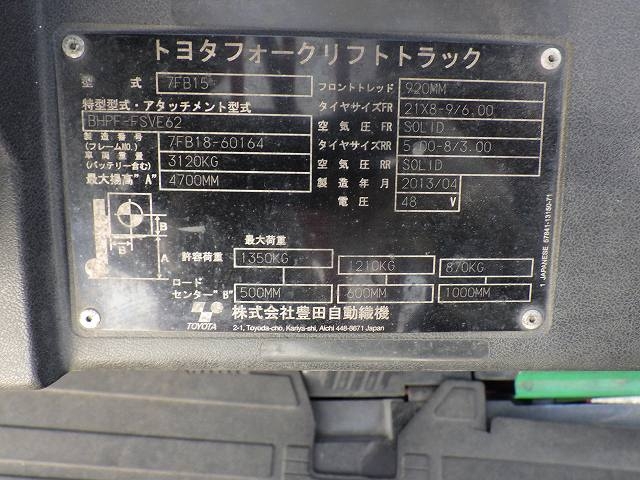 トヨタフォークリフトトラック
型式 7FB15
特型型式・アタッチメント型式
BHPF-FSVE62
製造番号 (フレームNO.) 7FB18-60164
車両重量 (バッテリー含む) 3120KG
最大揚高"A" 4700MM
フロントトレッド 920MM
タイヤサイズFR 21X8-9/6.00
空気圧 FR SOLID
タイヤサイズRR 5.00-8/3.00
空気圧 RR SOLID
製造年月 2013/04
電圧 48 V
B
B
A
最大荷重
許容荷重 1350KG 1210KG 870KG
ロードセンター"B" 500MM 600MM 1000MM
TOYOTA 株式会社豊田自動織機
2-1, Toyoda-cho, Kariya-shi, Aichi 448-8671 Japan
1 JAPANESE 57841-13150-71